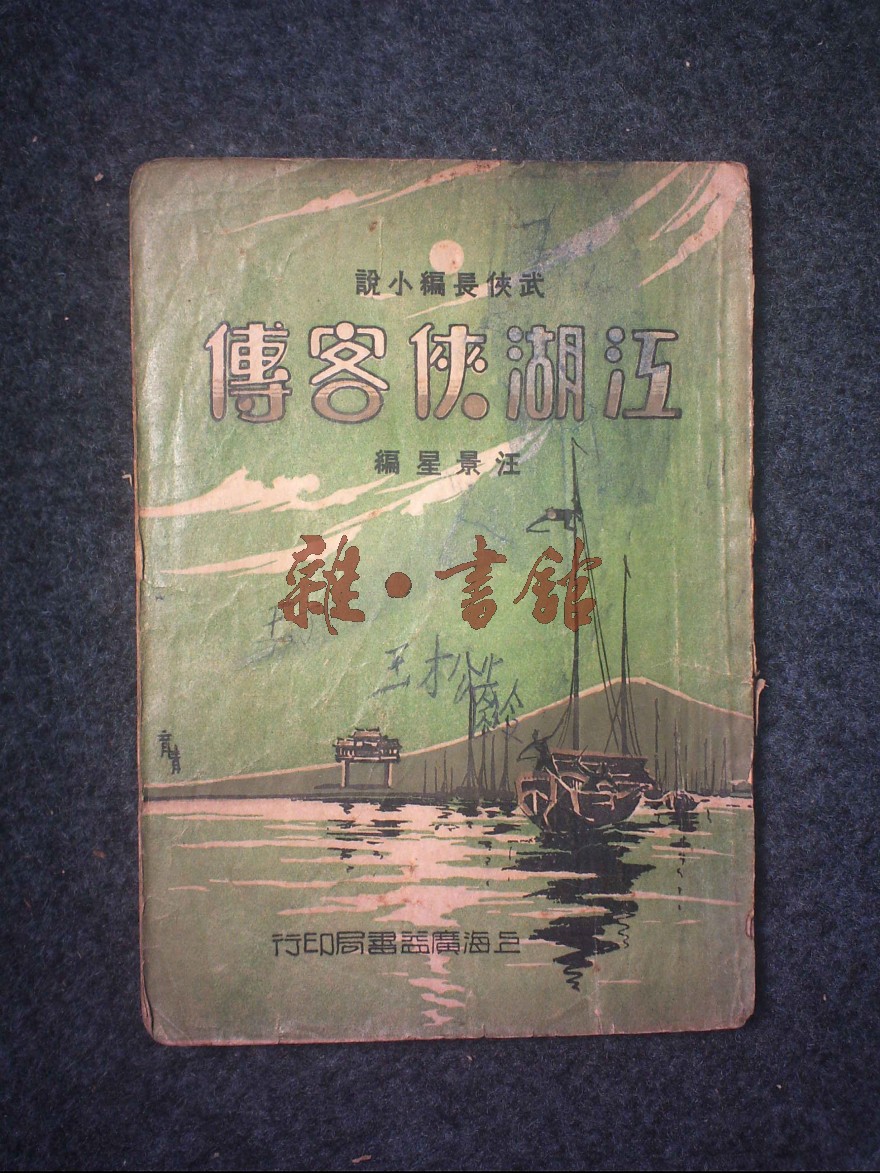 武俠長編小說
江湖俠客傳
汪景星編
雜·書館
上海廣益書局印行